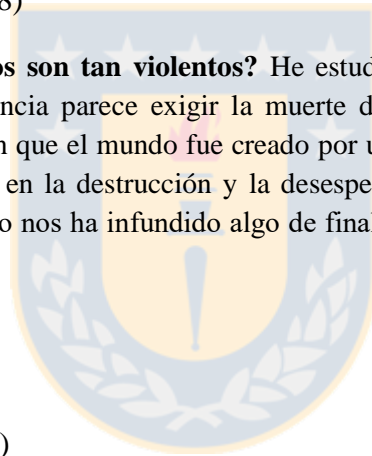 8)
os son tan violentos? He estud
ncia parece exigir la muerte d
n que el mundo fue creado por u
en la destrucción y la desespe
o nos ha infundido algo de final
)